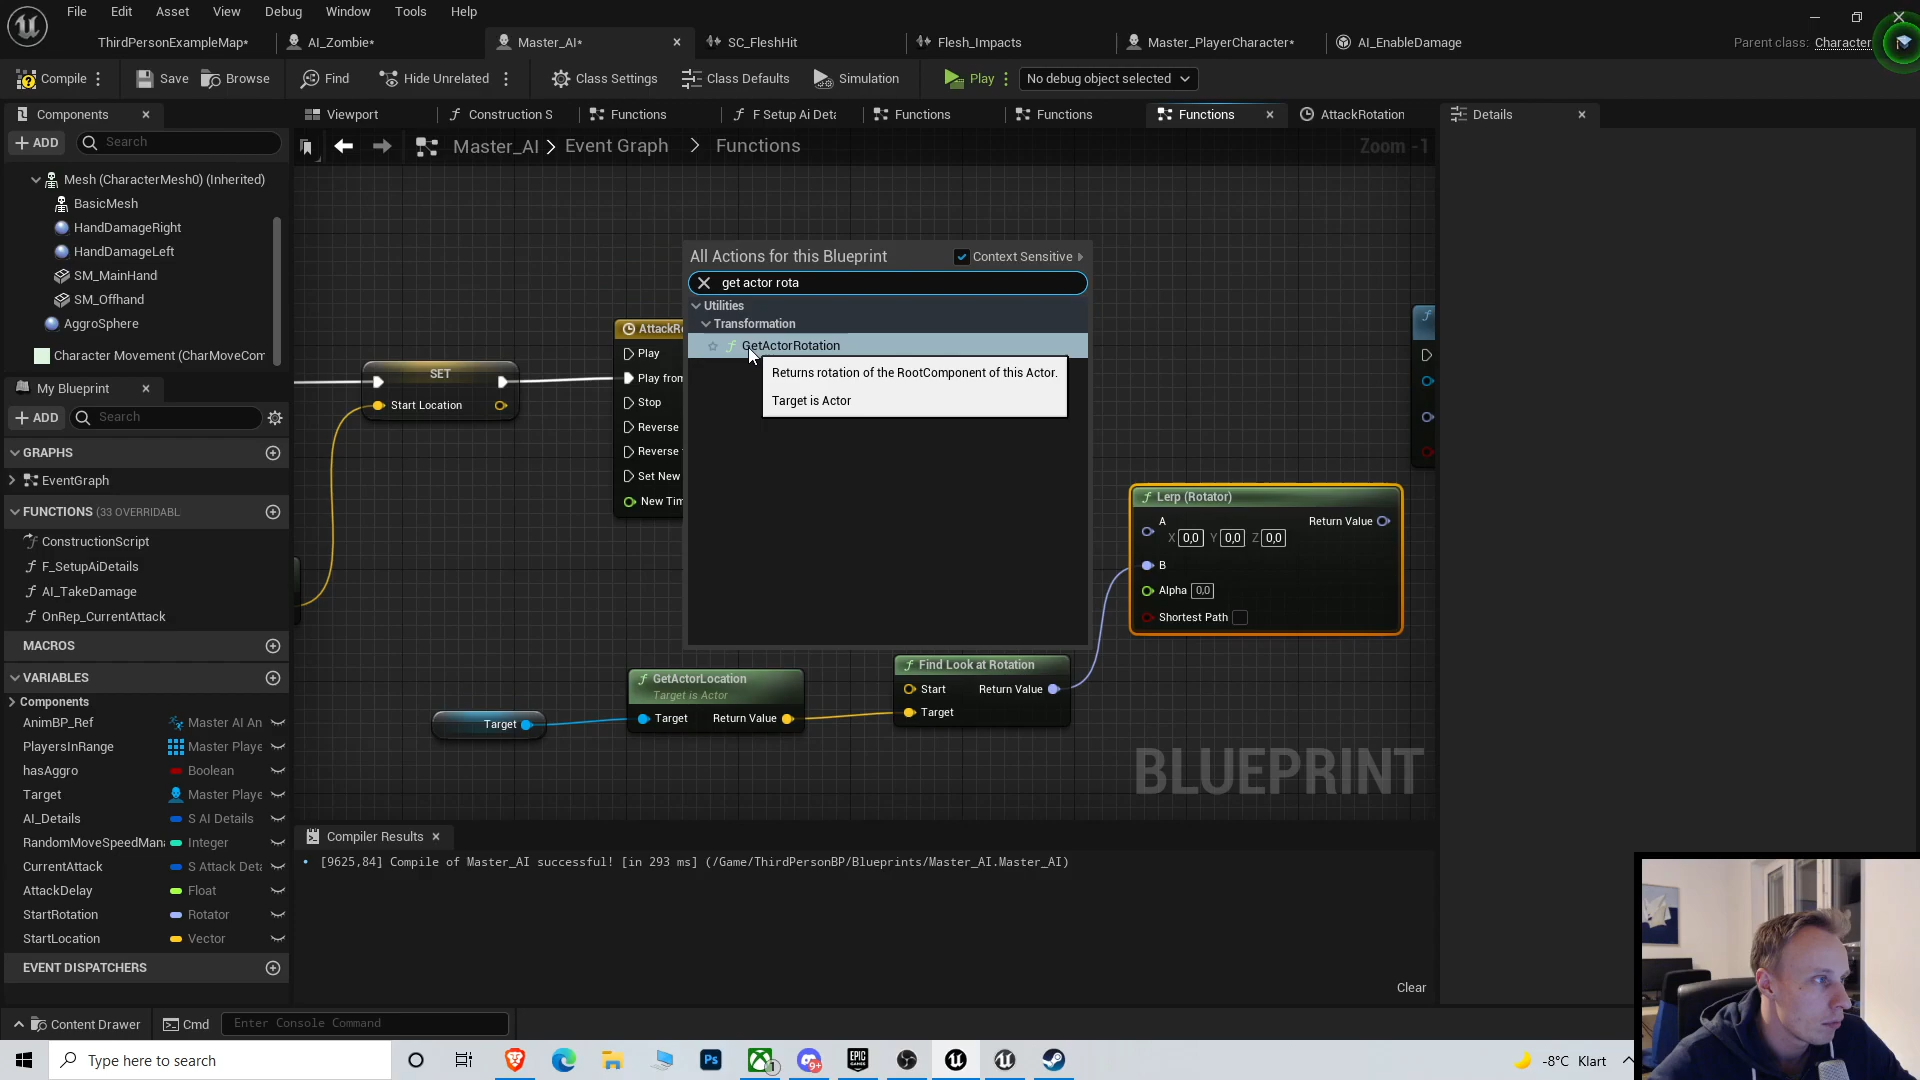 File Edit Asset View Debug Window Tools Help
ThirdPersonExampleMap* AI_Zombie* Master_AI* SC_FleshHit Flesh_Impacts Master_PlayerCharacter* AI_EnableDamage Parent class: Character
Compile Save Browse Find Hide Unrelated Class Settings Class Defaults Simulation Play No debug object selected
Components Viewport Construction S Functions F Setup Ai Deta Functions Functions Functions AttackRotation Details
ADD Search Master_AI > Event Graph > Functions Zoom -1
Mesh (CharacterMesh0) (Inherited)
BasicMesh
HandDamageRight
HandDamageLeft
SM_MainHand
SM_Offhand
AggroSphere
Character Movement (CharMoveCom
My Blueprint
ADD Search
GRAPHS
EventGraph
FUNCTIONS (33 OVERRIDABL
ConstructionScript
F_SetupAiDetails
AI_TakeDamage
OnRep_CurrentAttack
MACROS
VARIABLES
Components
AnimBP_Ref Master AI An
PlayersInRange Master Playe
hasAggro Boolean
Target Master Playe
AI_Details S AI Details
RandomMoveSpeedMana Integer
CurrentAttack S Attack Deta
AttackDelay Float
StartRotation Rotator
StartLocation Vector
EVENT DISPATCHERS
SET
Start Location
AttackRo
Play
Play from
Stop
Reverse
Reverse
Set New
New Tim
All Actions for this Blueprint Context Sensitive
get actor rota
Utilities
Transformation
GetActorRotation
Returns rotation of the RootComponent of this Actor.
Target is Actor
Lerp (Rotator)
A Return Value
X 0,0 Y 0,0 Z 0,0
B
Alpha 0,0
Shortest Path
Target
GetActorLocation
Target is Actor
Target Return Value
Find Look at Rotation
Start Return Value
Target
BLUEPRINT
Compiler Results
[9625,84] Compile of Master_AI successful! [in 293 ms] (/Game/ThirdPersonBP/Blueprints/Master_AI.Master_AI)
Clear
Content Drawer Cmd Enter Console Command
Type here to search Ps 1 9+ EPIC GAMES -8°C Klart